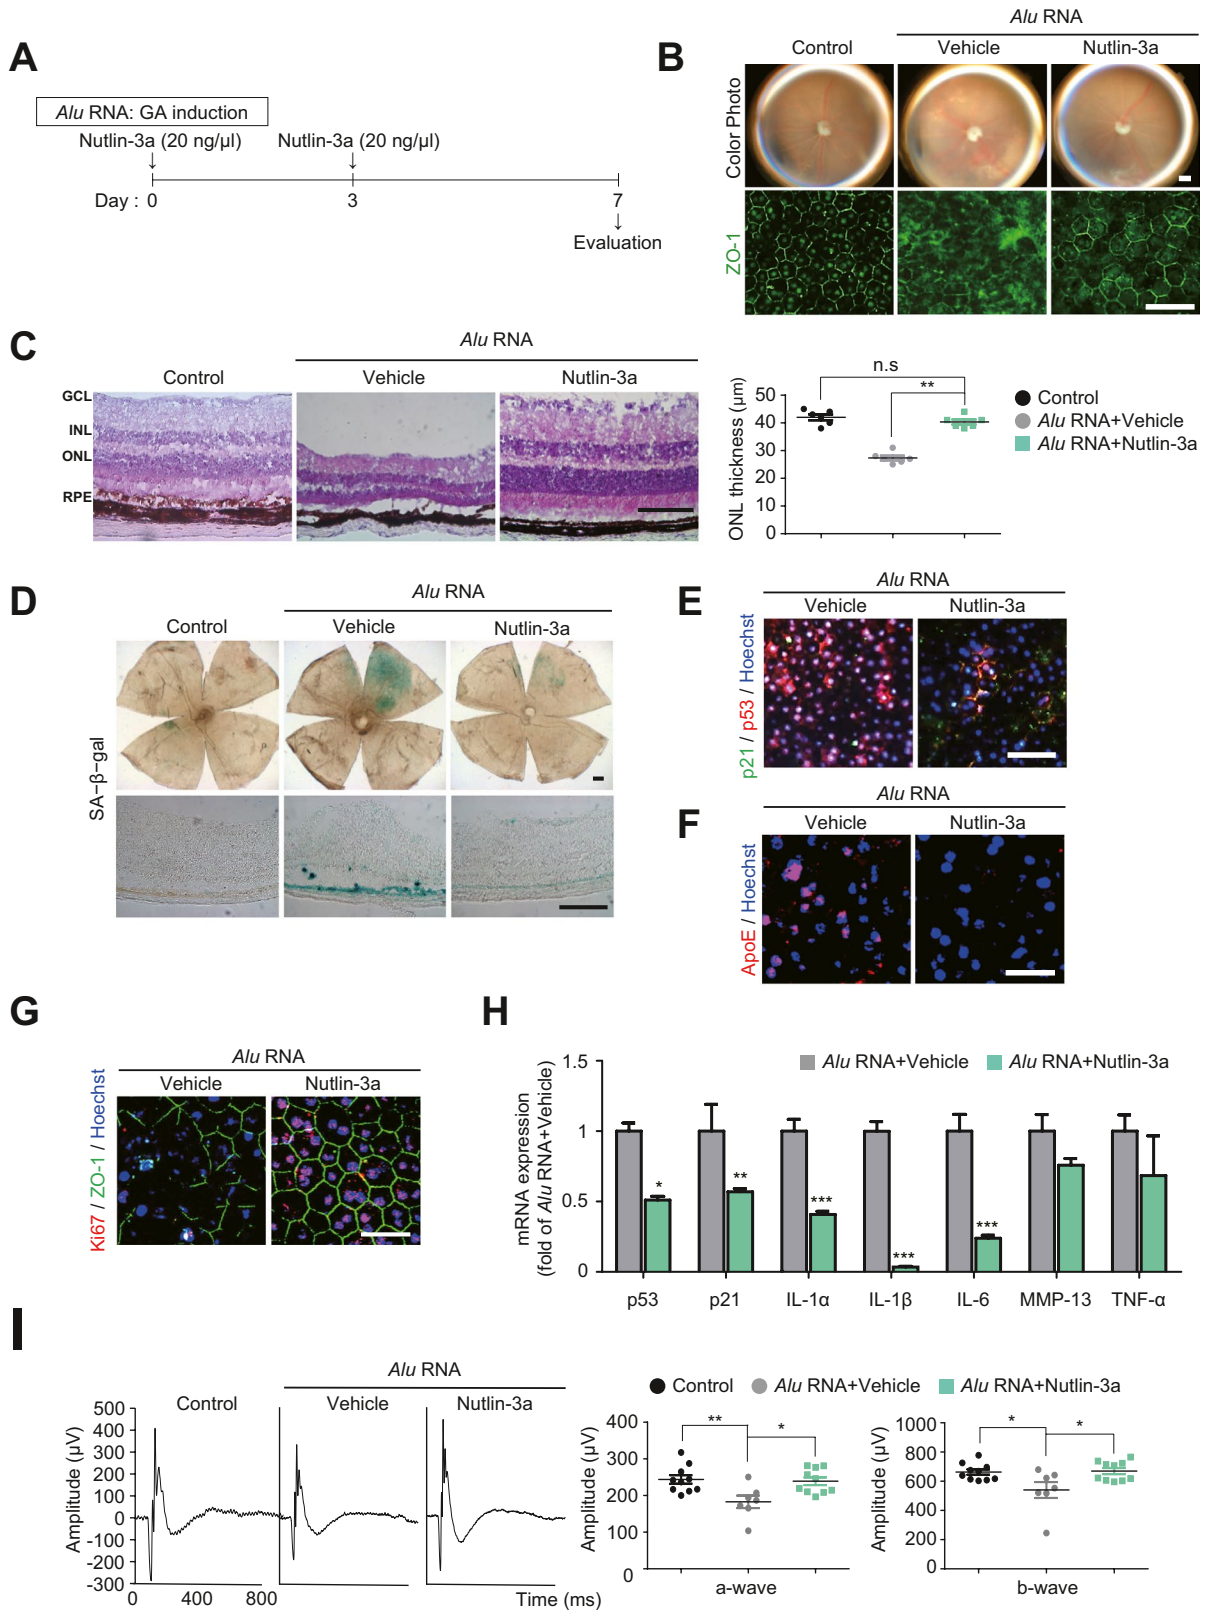 A
Alu RNA: GA induction
Nutlin-3a (20 ng/µl) Nutlin-3a (20 ng/µl)
Day : 0 3 7
Evaluation
B
Alu RNA
Control Vehicle Nutlin-3a
Color Photo
ZO-1
C
Alu RNA
Control Vehicle Nutlin-3a
GCL
INL
ONL
RPE
n.s
**
ONL thickness (µm)
50
40
30
20
10
0
Control
Alu RNA+Vehicle
Alu RNA+Nutlin-3a
D
Alu RNA
Control Vehicle Nutlin-3a
SA−β−gal
E
Alu RNA
Vehicle Nutlin-3a
p21 / p53 / Hoechst
F
Alu RNA
Vehicle Nutlin-3a
ApoE / Hoechst
G
Alu RNA
Vehicle Nutlin-3a
Ki67 / ZO-1 / Hoechst
H
Alu RNA+Vehicle Alu RNA+Nutlin-3a
mRNA expression
(fold of Alu RNA+Vehicle)
1.5
1
0.5
0
* ** *** *** ***
p53 p21 IL-1α IL-1β IL-6 MMP-13 TNF-α
I
Alu RNA
Control Vehicle Nutlin-3a
Amplitude (µV)
500
400
300
200
100
0
-100
-200
-300
0 400 800 Time (ms)
Control Alu RNA+Vehicle Alu RNA+Nutlin-3a
Amplitude (µV)
400
300
200
100
0
** *
a-wave
Amplitude (µV)
1000
800
600
400
200
0
* *
b-wave